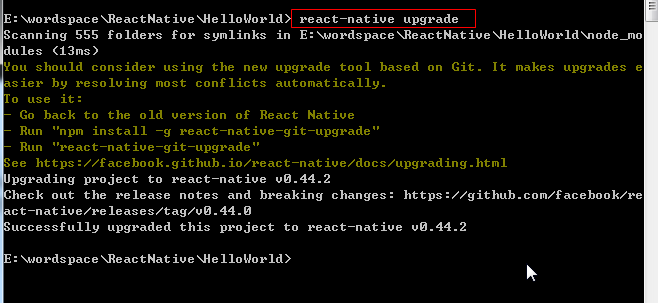 E:\wordspace\ReactNative\HelloWorld>react-native upgrade
Scanning 555 folders for symlinks in E:\wordspace\ReactNative\HelloWorld\node_mo
dules (13ms)
You should consider using the new upgrade tool based on Git. It makes upgrades e
asier by resolving most conflicts automatically.
To use it:
- Go back to the old version of React Native
- Run "npm install -g react-native-git-upgrade"
- Run "react-native-git-upgrade"
See https://facebook.github.io/react-native/docs/upgrading.html
Upgrading project to react-native v0.44.2
Check out the release notes and breaking changes: https://github.com/facebook/re
act-native/releases/tag/v0.44.0
Successfully upgraded this project to react-native v0.44.2
E:\wordspace\ReactNative\HelloWorld>